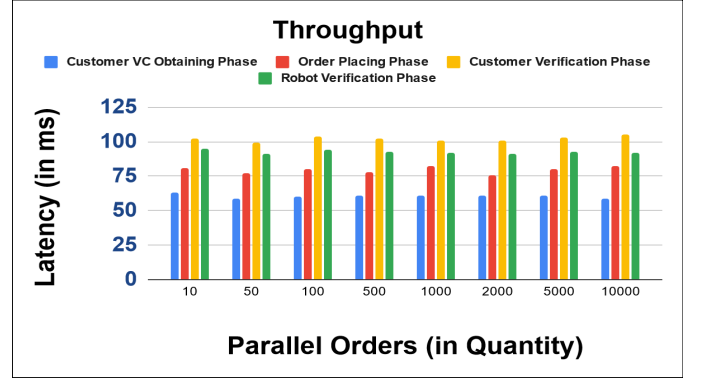 Throughput
Customer VC Obtaining Phase Order Placing Phase Customer Verification Phase
Robot Verification Phase
Latency (in ms)
125
100
75
50
25
0
10 50 100 500 1000 2000 5000 10000
Parallel Orders (in Quantity)